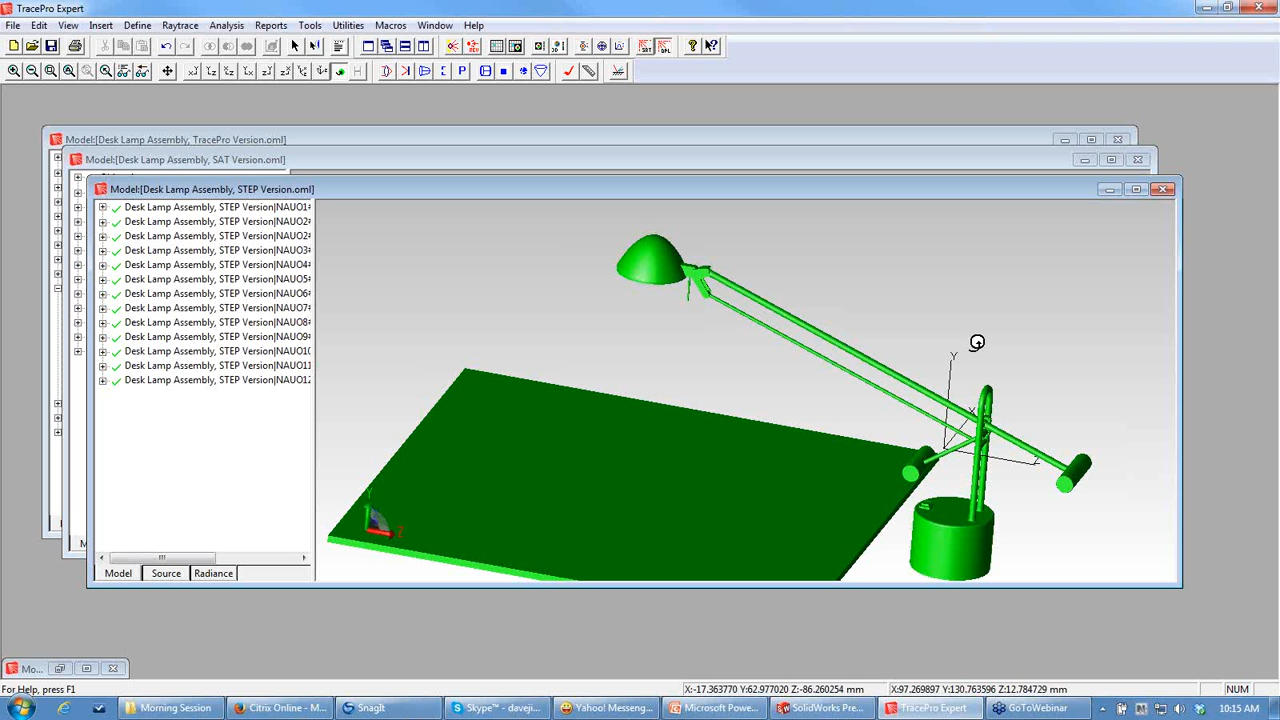 TracePro Expert
File Edit View Insert Define Raytrace Analysis Reports Tools Utilities Macros Window Help
Model:[Desk Lamp Assembly, TracePro Version.oml]
Model:[Desk Lamp Assembly, SAT Version.oml]
Model:[Desk Lamp Assembly, STEP Version.oml]
Desk Lamp Assembly, STEP Version|NAUO1#
Desk Lamp Assembly, STEP Version|NAUO2#
Desk Lamp Assembly, STEP Version|NAUO2#
Desk Lamp Assembly, STEP Version|NAUO3#
Desk Lamp Assembly, STEP Version|NAUO4#
Desk Lamp Assembly, STEP Version|NAUO5#
Desk Lamp Assembly, STEP Version|NAUO6#
Desk Lamp Assembly, STEP Version|NAUO7#
Desk Lamp Assembly, STEP Version|NAUO8#
Desk Lamp Assembly, STEP Version|NAUO9#
Desk Lamp Assembly, STEP Version|NAUO10
Desk Lamp Assembly, STEP Version|NAUO11
Desk Lamp Assembly, STEP Version|NAUO12
Y
X
Z
Y
Z
Model Source Radiance
Mo...
For Help, press F1
X:-17.363770 Y:62.977020 Z:-86.260254 mm
X:97.269897 Y:130.763596 Z:12.784729 mm
NUM
Morning Session
Citrix Online - Mor...
SnagIt
Skype™ - daveji...
Yahoo! Messeng...
Microsoft Powe...
SolidWorks Pre...
TracePro Expert
GoToWebinar
10:15 AM